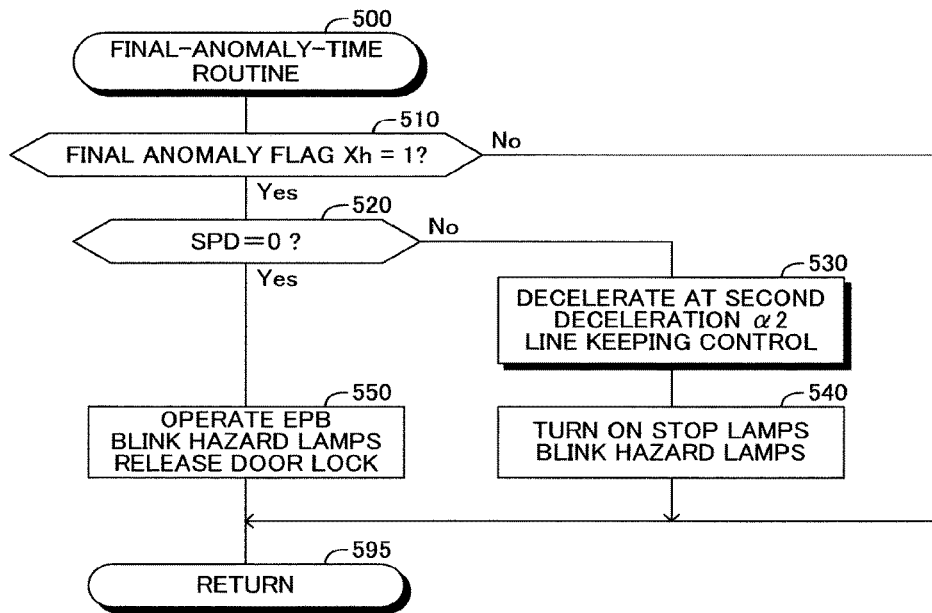 500
FINAL-ANOMALY-TIME
ROUTINE
510
FINAL ANOMALY FLAG Xh = 1?
No
Yes
520
SPD=0 ?
No
Yes
530
DECELERATE AT SECOND
DECELERATION α2
LINE KEEPING CONTROL
550
OPERATE EPB
BLINK HAZARD LAMPS
RELEASE DOOR LOCK
540
TURN ON STOP LAMPS
BLINK HAZARD LAMPS
595
RETURN